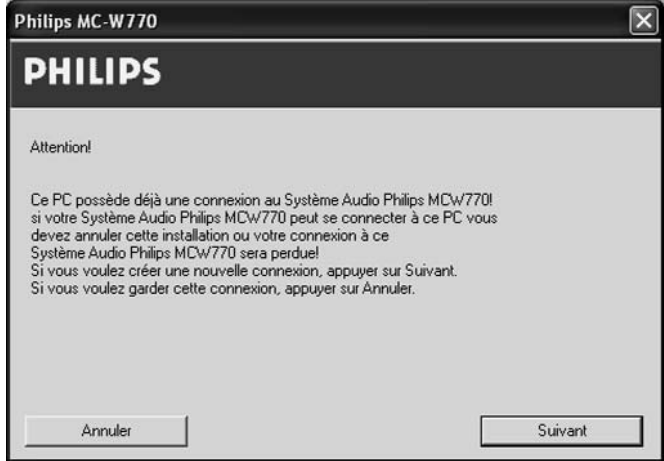 Philips MC-W770
PHILIPS
Attention!
Ce PC possède déjà une connexion au Système Audio Philips MCW770!
si votre Système Audio Philips MCW770 peut se connecter à ce PC vous
devez annuler cette installation ou votre connexion à ce
Système Audio Philips MCW770 sera perdue!
Si vous voulez créer une nouvelle connexion, appuyer sur Suivant.
Si vous voulez garder cette connexion, appuyer sur Annuler.
Annuler
Suivant